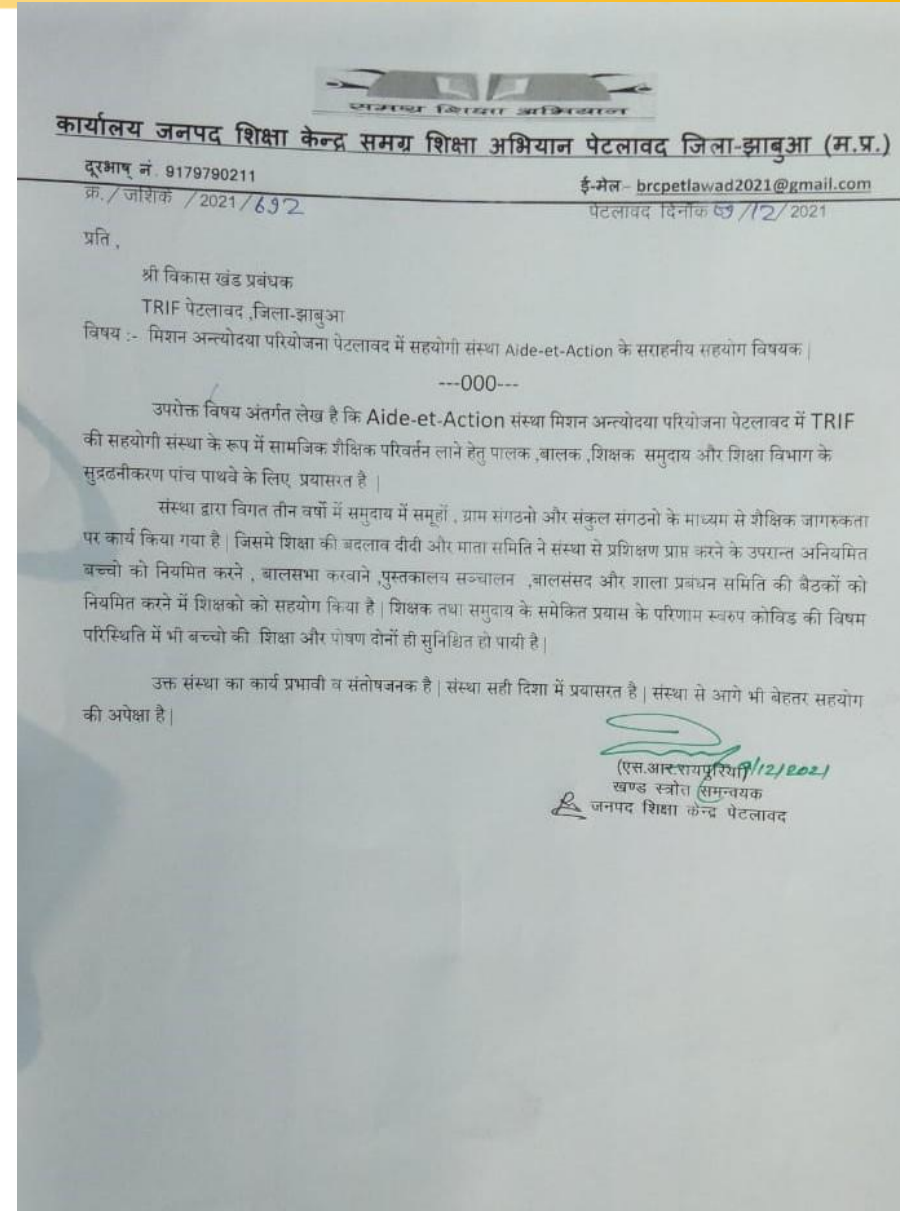 समग्र शिक्षा अभियान
कार्यालय जनपद शिक्षा केन्द्र समग्र शिक्षा अभियान पेटलावद जिला-झाबुआ (म.प्र.)
दूरभाष् नं. 9179790211
ई-मेल- brcpetlawad2021@gmail.com
क्र./ जशिके /2021/692
पेटलावद दिनाँक 09/12/2021
प्रति ,
श्री विकास खंड प्रबंधक
TRIF पेटलावद ,जिला-झाबुआ
विषय :- मिशन अन्त्योदया परियोजना पेटलावद में सहयोगी संस्था Aide-et-Action के सराहनीय सहयोग विषयक |
---000---
उपरोक्त विषय अंतर्गत लेख है कि Aide-et-Action संस्था मिशन अन्त्योदया परियोजना पेटलावद में TRIF
की सहयोगी संस्था के रूप में सामजिक शैक्षिक परिवर्तन लाने हेतु पालक ,बालक ,शिक्षक समुदाय और शिक्षा विभाग के
सुद्रढनीकरण पांच पाथवे के लिए प्रयासरत है |
संस्था द्वारा विगत तीन वर्षो में समुदाय में समूहों , ग्राम संगठनो और संकुल संगठनो के माध्यम से शैक्षिक जागरुकता
पर कार्य किया गया है | जिसमे शिक्षा की बदलाव दीदी और माता समिति ने संस्था से प्रशिक्षण प्राप्त करने के उपरान्त अनियमित
बच्चो को नियमित करने , बालसभा करवाने ,पुस्तकालय सञ्चालन ,बालसंसद और शाला प्रबंधन समिति की बैठकों को
नियमित करने में शिक्षको को सहयोग किया है | शिक्षक तथा समुदाय के समेकित प्रयास के परिणाम स्वरुप कोविड की विषम
परिस्थिति में भी बच्चो की शिक्षा और पोषण दोनों ही सुनिश्चित हो पायी है |
उक्त संस्था का कार्य प्रभावी व संतोषजनक है | संस्था सही दिशा में प्रयासरत है | संस्था से आगे भी बेहतर सहयोग
की अपेक्षा है |
(एस.आर.रायपुरिया) 9/12/2021
खण्ड स्त्रोत समन्वयक
जनपद शिक्षा केन्द्र पेटलावद